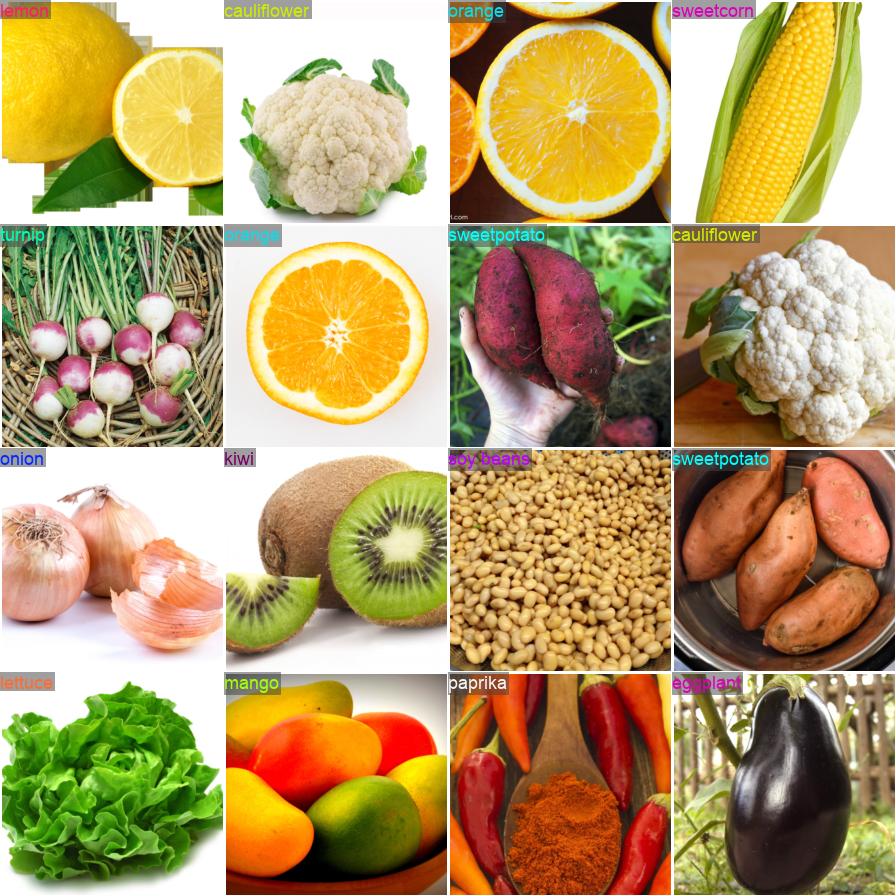 lemon
cauliflower
orange
sweetcorn
turnip
orange
sweetpotato
cauliflower
onion
kiwi
soy beans
sweetpotato
lettuce
mango
paprika
eggplant